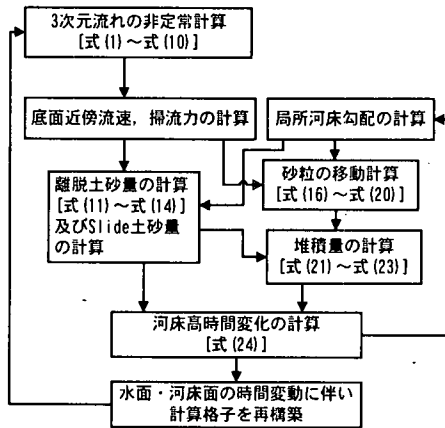 3次元流れの非定常計算
[式(1)～式(10)]
底面近傍流速，掃流力の計算
局所河床勾配の計算
離脱土砂量の計算
[式(11)～式(14)]
及びSlide土砂量
の計算
砂粒の移動計算
[式(16)～式(20)]
堆積量の計算
[式(21)～式(23)]
河床高時間変化の計算
[式(24)]
水面・河床面の時間変動に伴い
計算格子を再構築